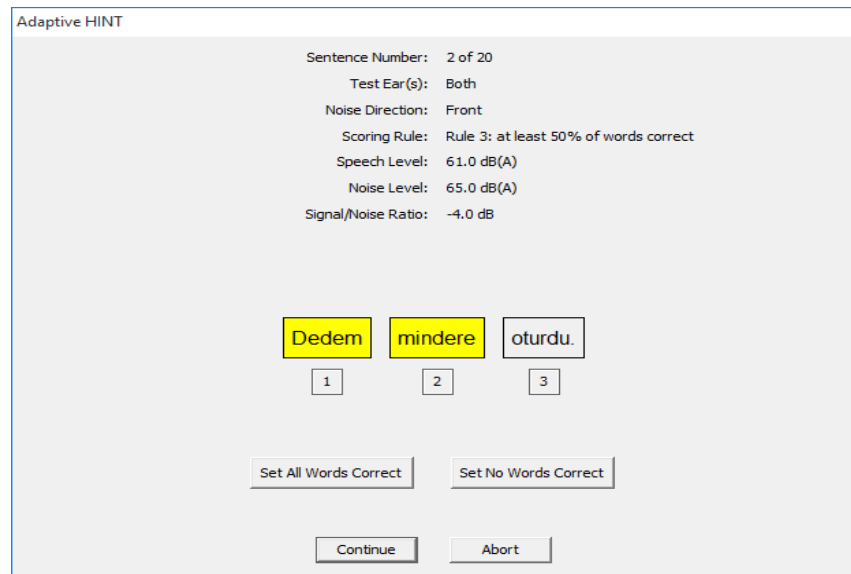 Adaptive HINT
Sentence Number: 2 of 20
Test Ear(s): Both
Noise Direction: Front
Scoring Rule: Rule 3: at least 50% of words correct
Speech Level: 61.0 dB(A)
Noise Level: 65.0 dB(A)
Signal/Noise Ratio: -4.0 dB
Dedem mindere oturdu.
1 2 3
Set All Words Correct Set No Words Correct
Continue Abort